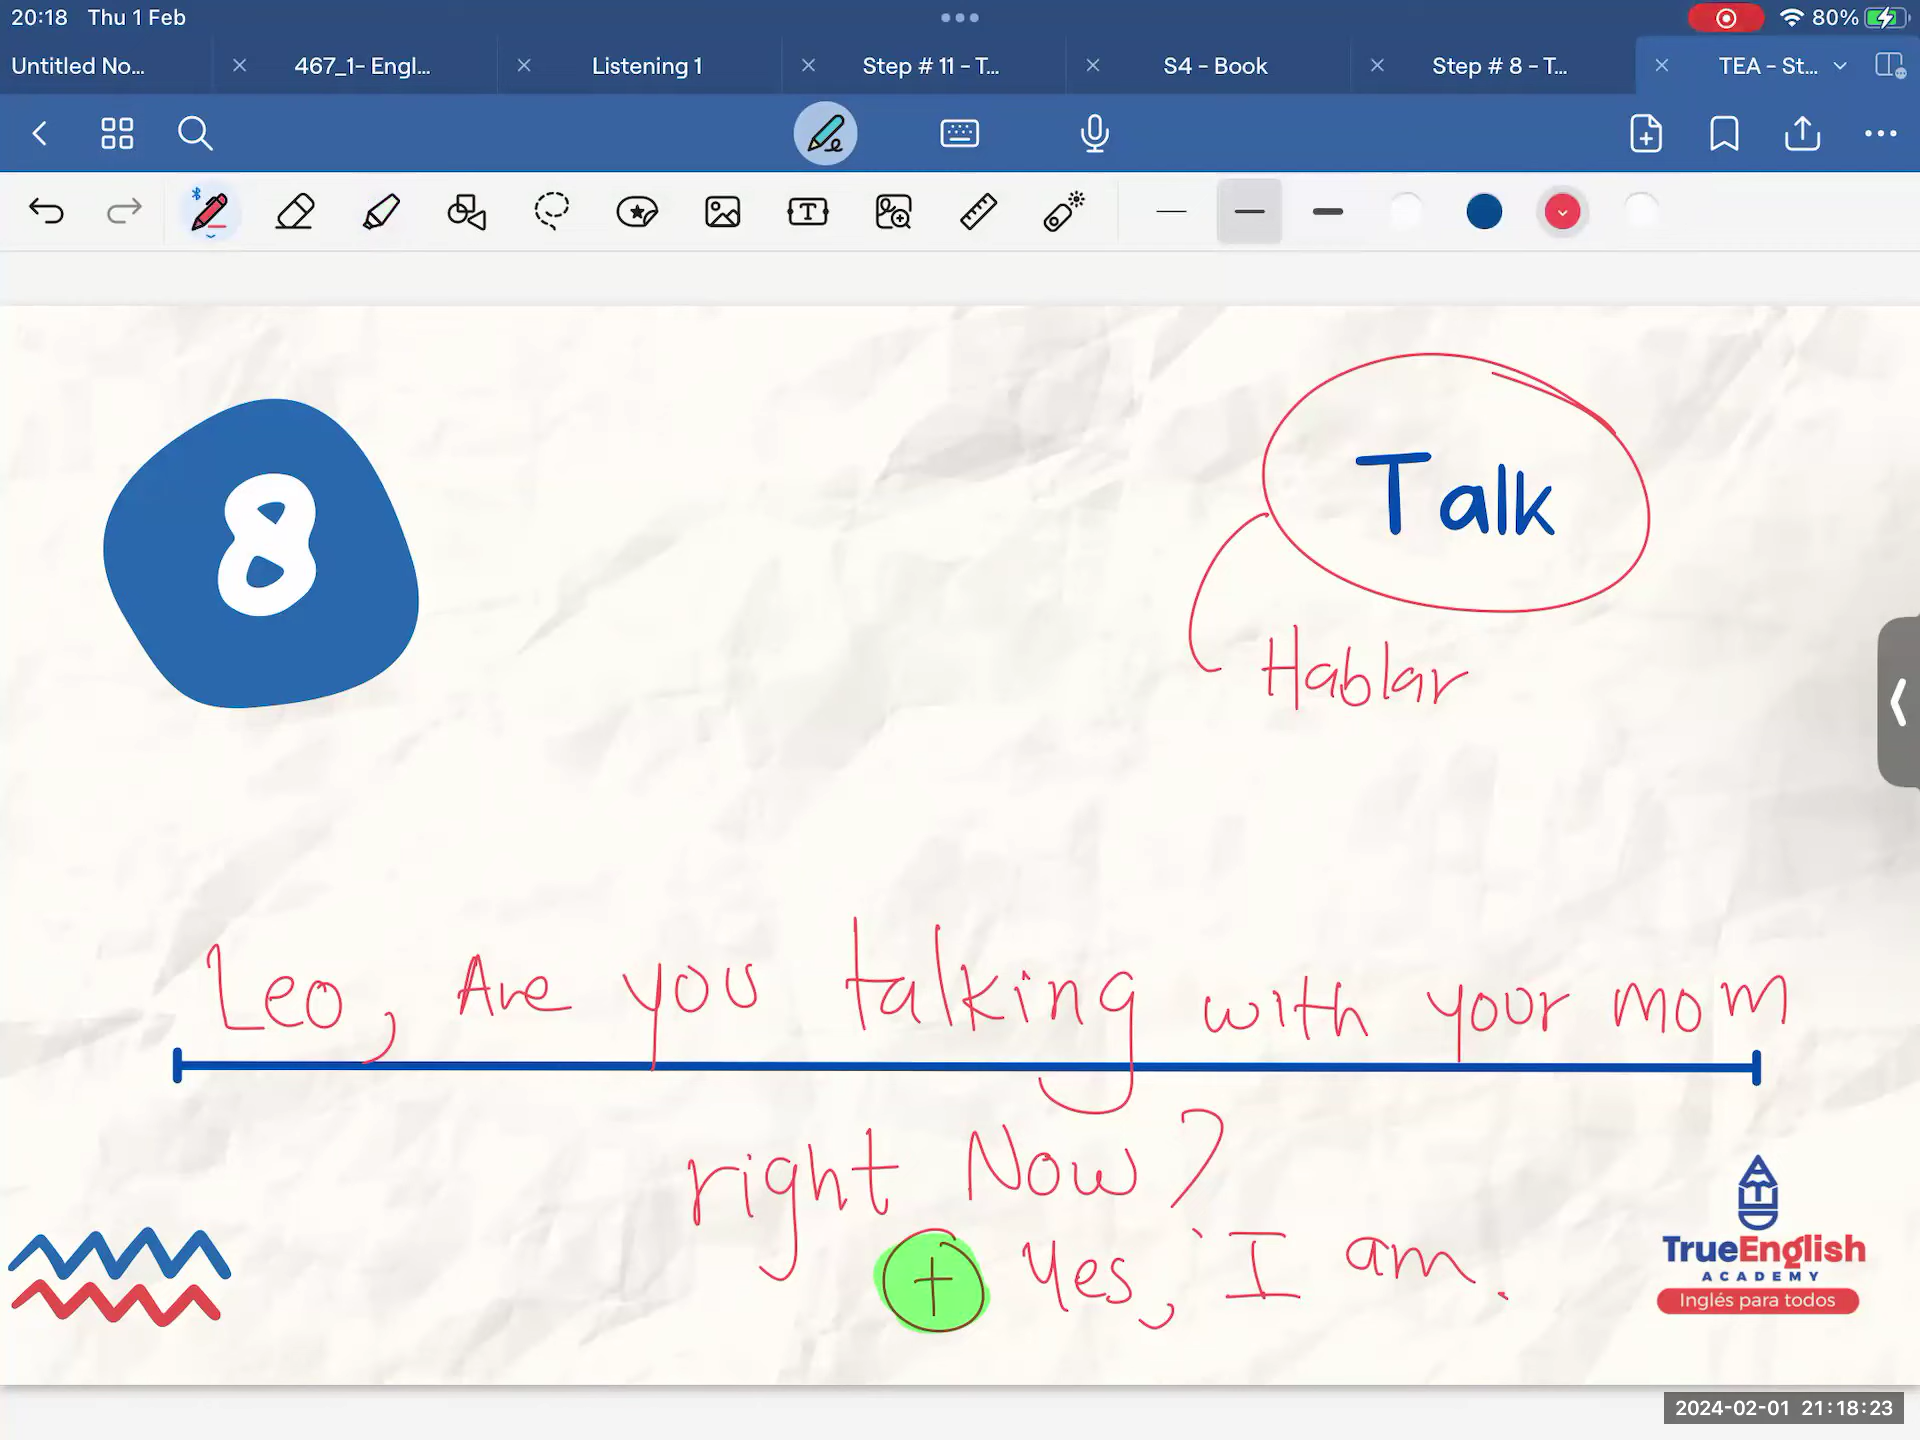 20:18 Thu 1 Feb 80%
Untitled No... 467_1- Engl... Listening 1 Step # 11 - T... S4 - Book Step # 8 - T... TEA - St...
8
Talk
Hablar
Leo, Are you talking with your mom
right Now?
+ Yes, I am.
TrueEnglish
ACADEMY
Inglés para todos
2024-02-01 21:18:23